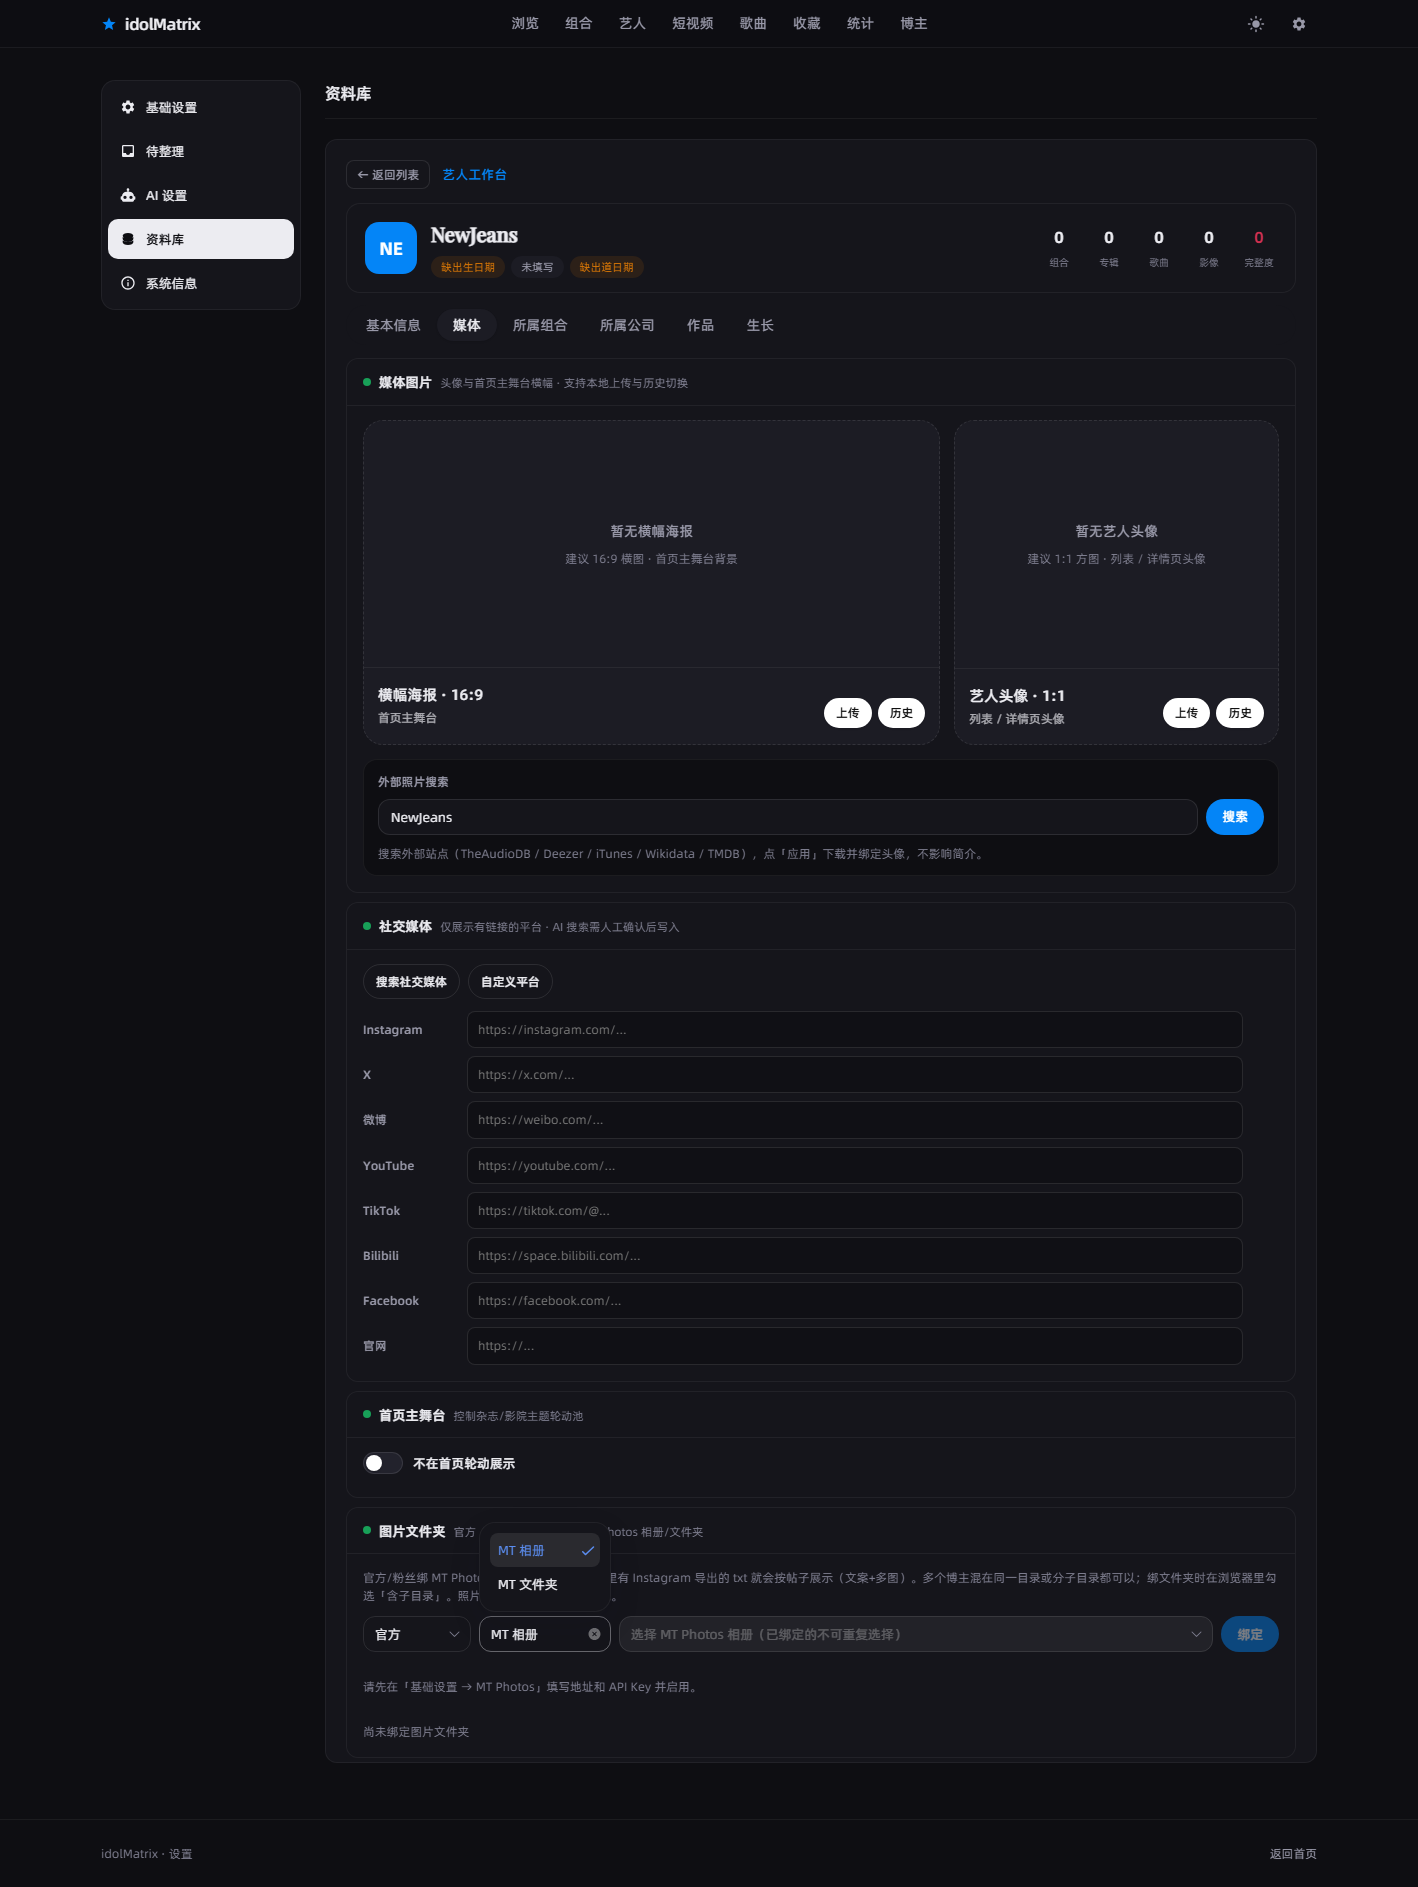 idolMatrix
浏览 组合 艺人 短视频 歌曲 收藏 统计 博主
基础设置
待整理
AI 设置
资料库
系统信息
资料库
← 返回列表 艺人工作台
NE
NewJeans
缺出生日期 未填写 缺出道日期
0 0 0 0 0
组合 专辑 歌曲 影像 完整度
基本信息 媒体 所属组合 所属公司 作品 生长
媒体图片 头像与首页主舞台横幅 · 支持本地上传与历史切换
暂无横幅海报
建议 16:9 横图 · 首页主舞台背景
横幅海报 · 16:9
首页主舞台
上传 历史
暂无艺人头像
建议 1:1 方图 · 列表 / 详情页头像
艺人头像 · 1:1
列表 / 详情页头像
上传 历史
外部照片搜索
NewJeans
搜索
搜索外部站点（TheAudioDB / Deezer / iTunes / Wikidata / TMDB），点「应用」下载并绑定头像，不影响简介。
社交媒体 仅展示有链接的平台 · AI 搜索需人工确认后写入
搜索社交媒体 自定义平台
Instagram https://instagram.com/...
X https://x.com/...
微博 https://weibo.com/...
YouTube https://youtube.com/...
TikTok https://tiktok.com/@...
Bilibili https://space.bilibili.com/...
Facebook https://facebook.com/...
官网 https://...
首页主舞台 控制杂志/影院主题轮动池
不在首页轮动展示
图片文件夹 官方 hotos 相册/文件夹
MT 相册
MT 文件夹
官方/粉丝绑 MT Phot 里有 Instagram 导出的 txt 就会按帖子展示（文案+多图）。多个博主混在同一目录或分子目录都可以；绑文件夹时在浏览器里勾
选「含子目录」。照片 。
官方 MT 相册 选择 MT Photos 相册（已绑定的不可重复选择） 绑定
请先在「基础设置 → MT Photos」填写地址和 API Key 并启用。
尚未绑定图片文件夹
idolMatrix · 设置
返回首页